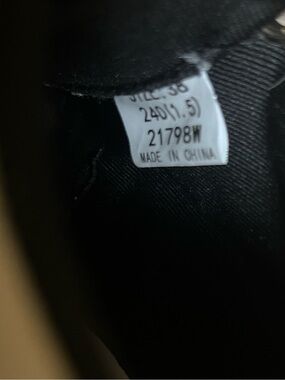 SIZE: 38
240(1.5)
21798W
MADE IN CHINA